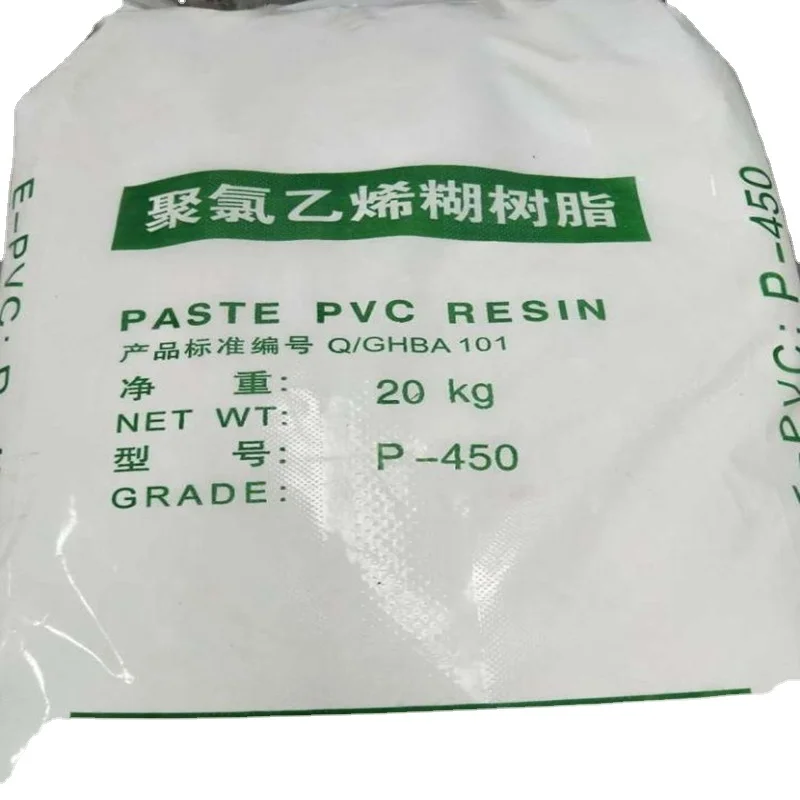 聚氯乙烯糊树脂
PASTE PVC RESIN
产品标准编号 Q/GHBA 101
净 重: 20 kg
NET WT:
型 号: P-450
GRADE:
E-PVC: P
E-PVC: P-450